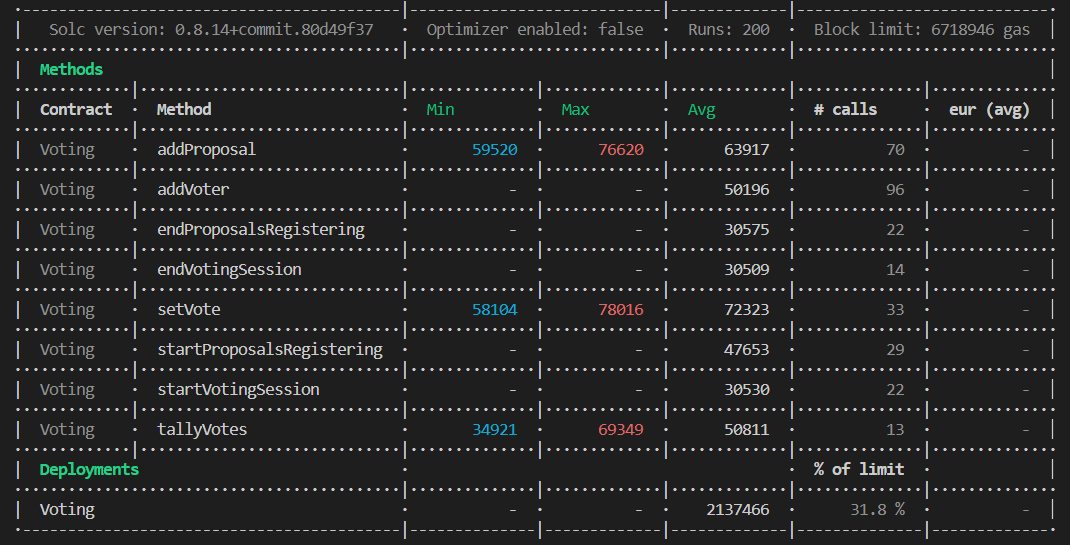 Solc version: 0.8.14+commit.80d49f37 · Optimizer enabled: false · Runs: 200 · Block limit: 6718946 gas
Methods
Contract · Method · Min · Max · Avg · # calls · eur (avg)
Voting · addProposal · 59520 · 76620 · 63917 · 70 · -
Voting · addVoter · - · - · 50196 · 96 · -
Voting · endProposalsRegistering · - · - · 30575 · 22 · -
Voting · endVotingSession · - · - · 30509 · 14 · -
Voting · setVote · 58104 · 78016 · 72323 · 33 · -
Voting · startProposalsRegistering · - · - · 47653 · 29 · -
Voting · startVotingSession · - · - · 30530 · 22 · -
Voting · tallyVotes · 34921 · 69349 · 50811 · 13 · -
Deployments · · % of limit ·
Voting · - · - · 2137466 · 31.8 % · -